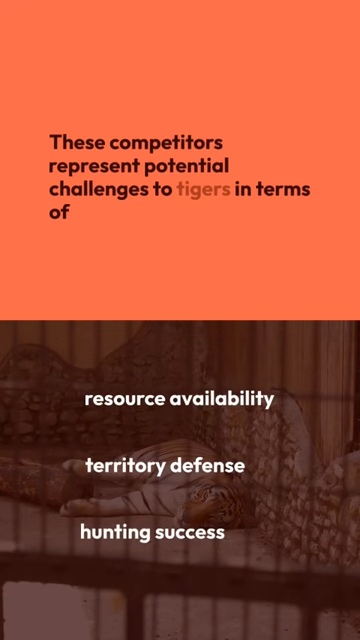 These competitors
represent potential
challenges to tigers in terms
of
resource availability
territory defense
hunting success